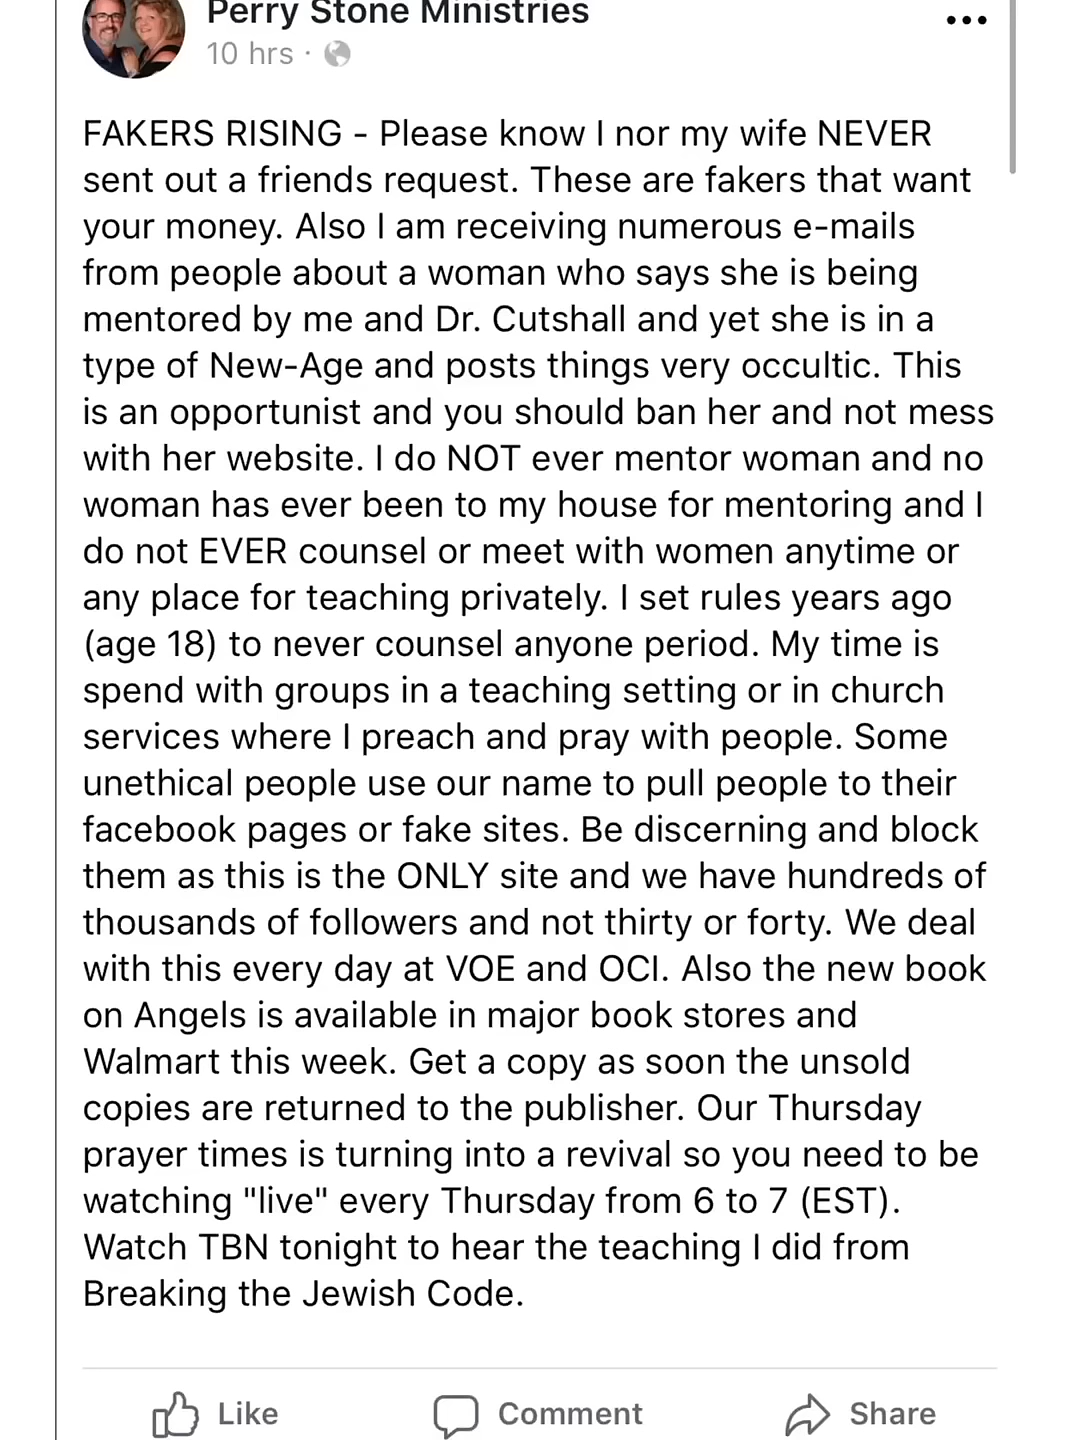 Perry Stone Ministries
10 hrs ·
FAKERS RISING - Please know I nor my wife NEVER
sent out a friends request. These are fakers that want
your money. Also I am receiving numerous e-mails
from people about a woman who says she is being
mentored by me and Dr. Cutshall and yet she is in a
type of New-Age and posts things very occultic. This
is an opportunist and you should ban her and not mess
with her website. I do NOT ever mentor woman and no
woman has ever been to my house for mentoring and I
do not EVER counsel or meet with women anytime or
any place for teaching privately. I set rules years ago
(age 18) to never counsel anyone period. My time is
spend with groups in a teaching setting or in church
services where I preach and pray with people. Some
unethical people use our name to pull people to their
facebook pages or fake sites. Be discerning and block
them as this is the ONLY site and we have hundreds of
thousands of followers and not thirty or forty. We deal
with this every day at VOE and OCI. Also the new book
on Angels is available in major book stores and
Walmart this week. Get a copy as soon the unsold
copies are returned to the publisher. Our Thursday
prayer times is turning into a revival so you need to be
watching "live" every Thursday from 6 to 7 (EST).
Watch TBN tonight to hear the teaching I did from
Breaking the Jewish Code.
Like Comment Share